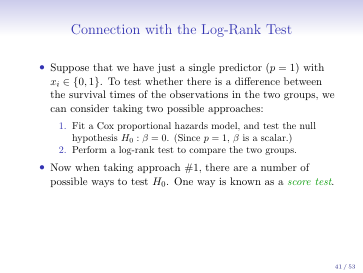 Connection with the Log-Rank Test
• Suppose that we have just a single predictor (p = 1) with
xᵢ ∈ {0, 1}. To test whether there is a difference between
the survival times of the observations in the two groups, we
can consider taking two possible approaches:
1. Fit a Cox proportional hazards model, and test the null
hypothesis H₀ : β = 0. (Since p = 1, β is a scalar.)
2. Perform a log-rank test to compare the two groups.
• Now when taking approach #1, there are a number of
possible ways to test H₀. One way is known as a score test.
41 / 53